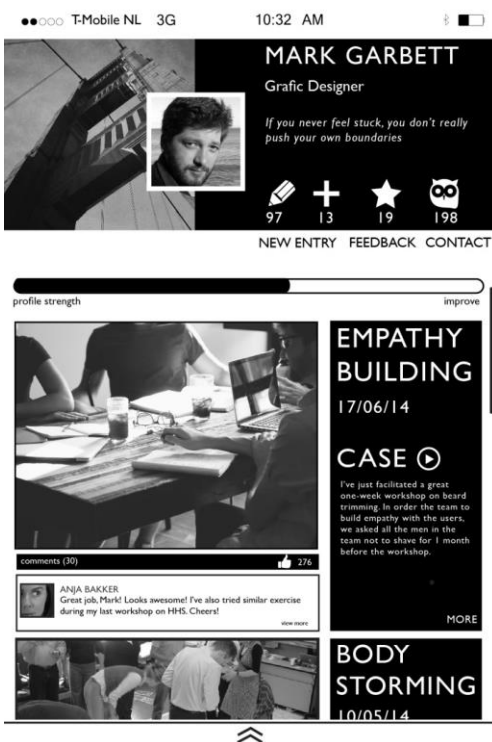 T-Mobile NL 3G 10:32 AM
MARK GARBETT
Grafic Designer
If you never feel stuck, you don't really
push your own boundaries
97 13 19 198
NEW ENTRY FEEDBACK CONTACT
profile strength improve
EMPATHY
BUILDING
17/06/14
CASE
I've just facilitated a great
one-week workshop on beard
trimming. In order the team to
build empathy with the users,
we asked all the men in the
team not to shave for 1 month
before the workshop.
MORE
comments (30) 276
ANJA BAKKER
Great job, Mark! Looks awesome! I've also tried similar exercise
during my last workshop on HHS. Cheers!
view more
BODY
STORMING
10/05/14